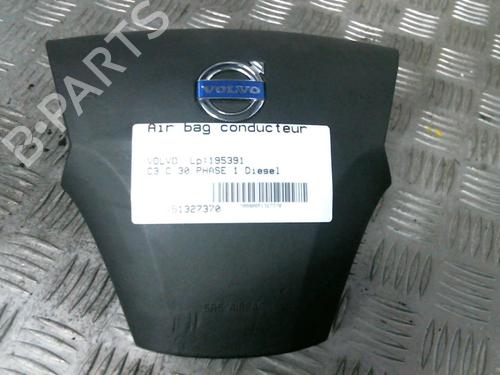 B-PARTS
VOLVO
Air bag conducteur
VOLVO Lp:195391
C3 C 30 PHASE 1 Diesel
51327370
SRS AIRBAG